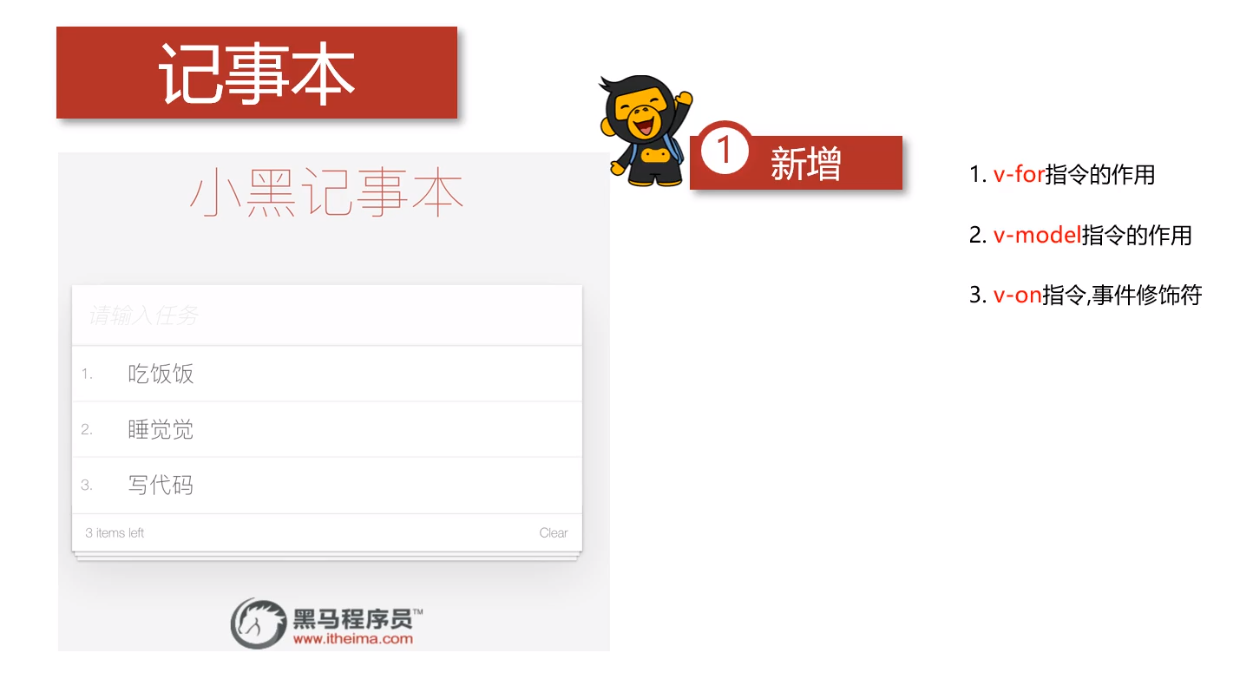 记事本
小黑记事本
请输入任务
1. 吃饭饭
2. 睡觉觉
3. 写代码
3 items left Clear
黑马程序员™
www.itheima.com
1 新增
1. v-for指令的作用
2. v-model指令的作用
3. v-on指令,事件修饰符